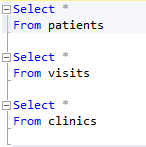 Select *
From patients
Select *
From visits
Select *
From clinics